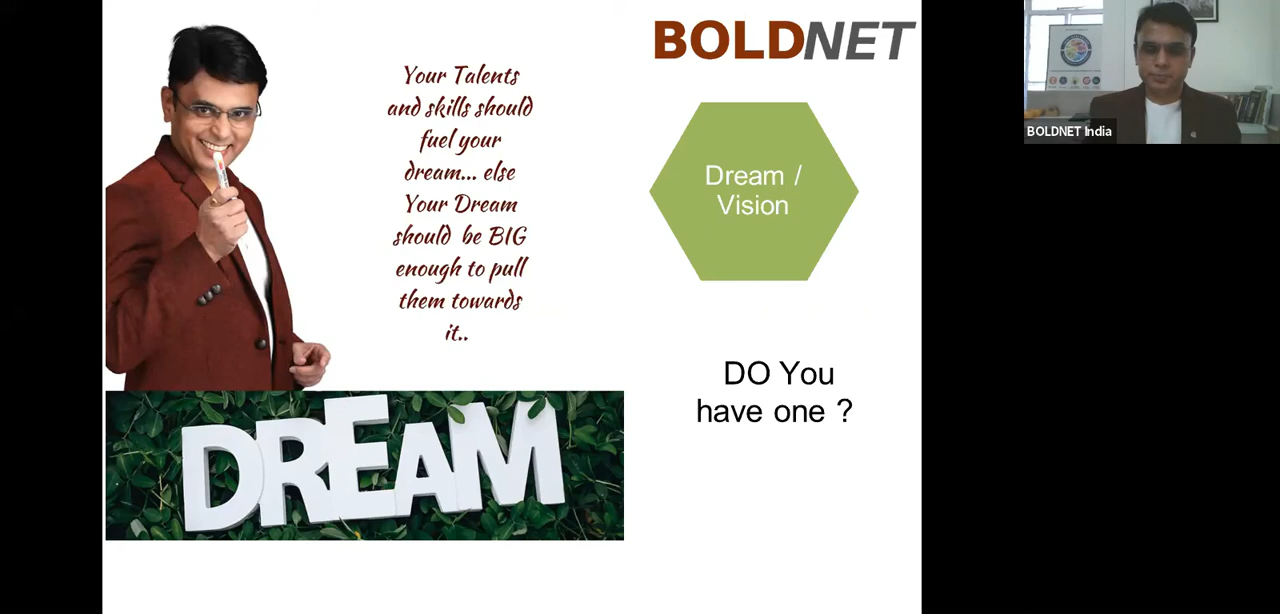 Your Talents
and skills should
fuel your
dream... else
Your Dream
should be BIG
enough to pull
them towards
it..
DREAM
BOLDNET
Dream /
Vision
DO You
have one ?
BOLDNET India